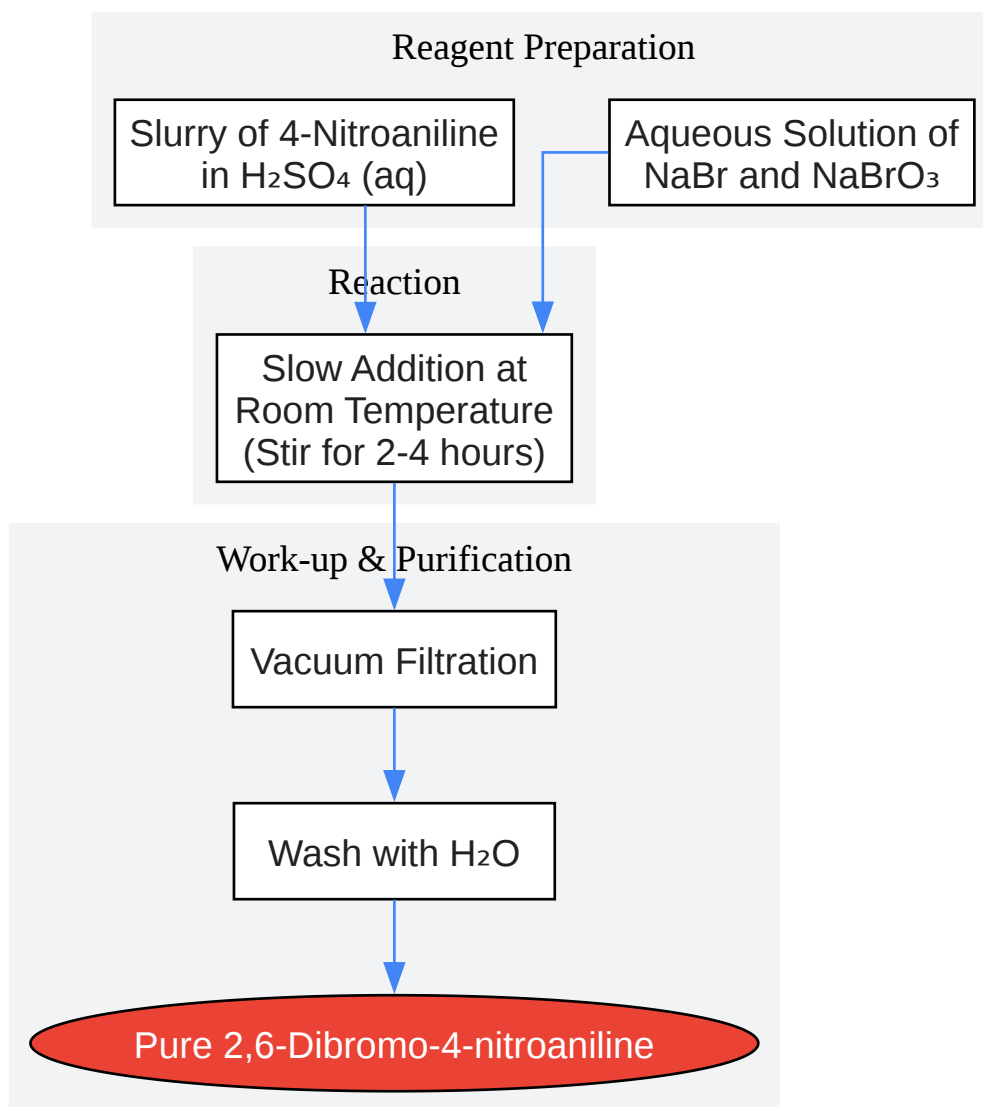 Reagent Preparation
Slurry of 4-Nitroaniline
in H₂SO₄ (aq)
Aqueous Solution of
NaBr and NaBrO₃
Reaction
Slow Addition at
Room Temperature
(Stir for 2-4 hours)
Work-up & Purification
Vacuum Filtration
Wash with H₂O
Pure 2,6-Dibromo-4-nitroaniline